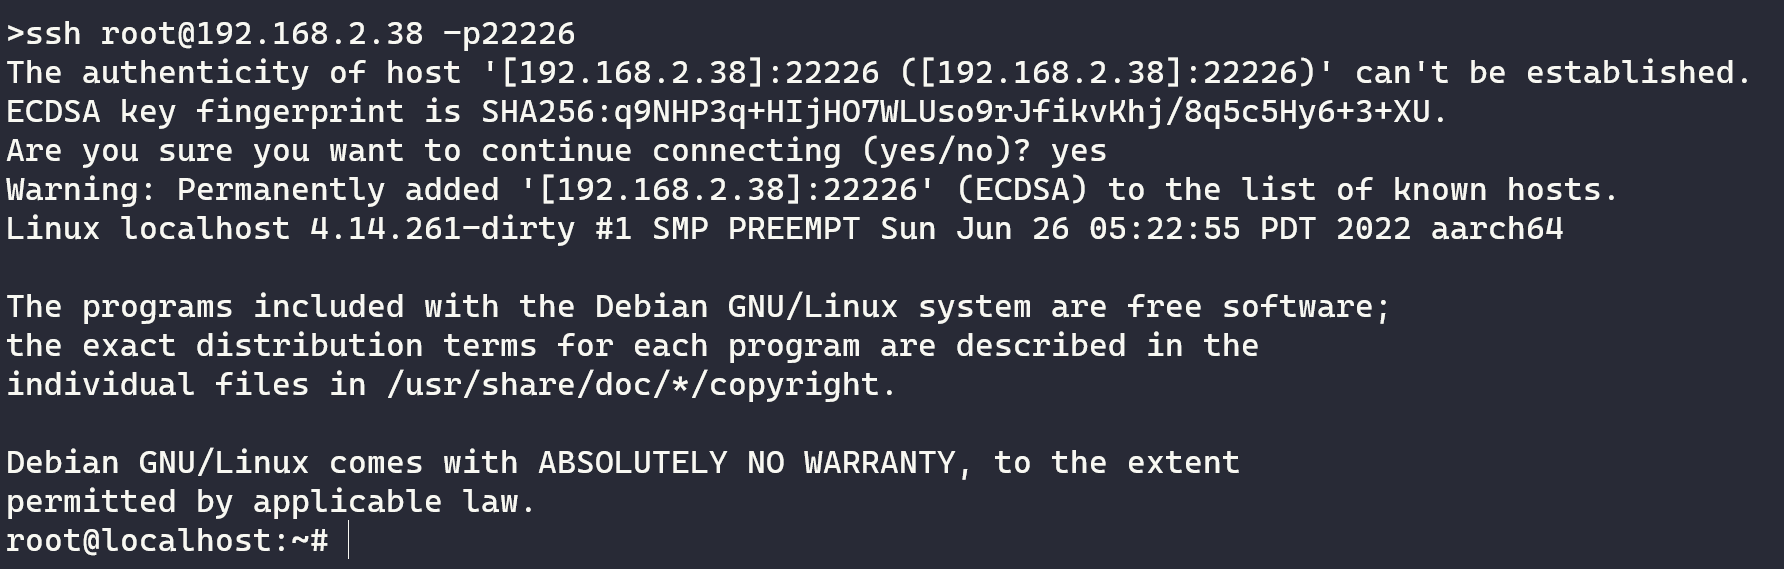 >ssh root@192.168.2.38 -p22226
The authenticity of host '[192.168.2.38]:22226 ([192.168.2.38]:22226)' can't be established.
ECDSA key fingerprint is SHA256:q9NHP3q+HIjHO7WLUso9rJfikvKhj/8q5c5Hy6+3+XU.
Are you sure you want to continue connecting (yes/no)? yes
Warning: Permanently added '[192.168.2.38]:22226' (ECDSA) to the list of known hosts.
Linux localhost 4.14.261-dirty #1 SMP PREEMPT Sun Jun 26 05:22:55 PDT 2022 aarch64
The programs included with the Debian GNU/Linux system are free software;
the exact distribution terms for each program are described in the
individual files in /usr/share/doc/*/copyright.
Debian GNU/Linux comes with ABSOLUTELY NO WARRANTY, to the extent
permitted by applicable law.
root@localhost:~#